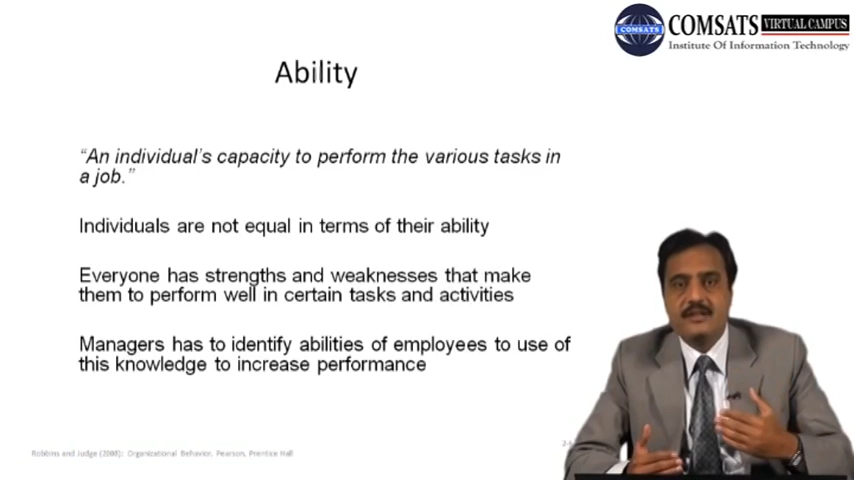 COMSATS VIRTUAL CAMPUS
COMSATS
Institute Of Information Technology
Ability
“An individual’s capacity to perform the various tasks in
a job.”
Individuals are not equal in terms of their ability
Everyone has strengths and weaknesses that make
them to perform well in certain tasks and activities
Managers has to identify abilities of employees to use of
this knowledge to increase performance
Robbins and Judge (2008): Organizational Behavior, Pearson, Prentice Hall